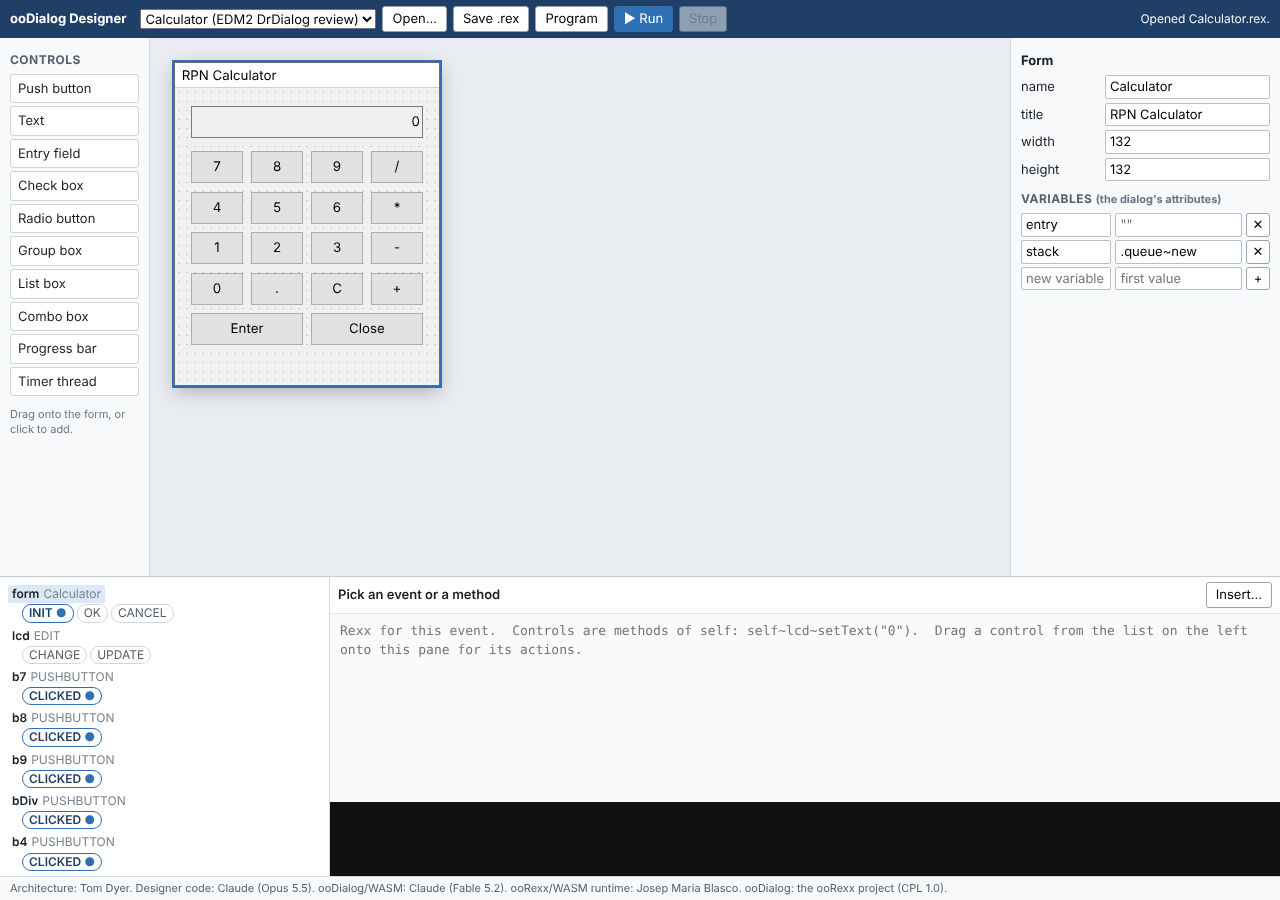 ooDialog Designer
Calculator (EDM2 DrDialog review)
Open...
Save .rex
Program
▶ Run
Stop
Opened Calculator.rex.
CONTROLS
Push button
Text
Entry field
Check box
Radio button
Group box
List box
Combo box
Progress bar
Timer thread
Drag onto the form, or
click to add.
RPN Calculator
0
7 8 9 /
4 5 6 *
1 2 3 -
0 . C +
Enter Close
Form
name Calculator
title RPN Calculator
width 132
height 132
VARIABLES (the dialog's attributes)
entry "" ✕
stack .queue~new ✕
new variable first value +
form Calculator
INIT ● OK CANCEL
lcd EDIT
CHANGE UPDATE
b7 PUSHBUTTON
CLICKED ●
b8 PUSHBUTTON
CLICKED ●
b9 PUSHBUTTON
CLICKED ●
bDiv PUSHBUTTON
CLICKED ●
b4 PUSHBUTTON
CLICKED ●
Pick an event or a method
Insert...
Rexx for this event.  Controls are methods of self: self~lcd~setText("0").  Drag a control from the list on the left
onto this pane for its actions.
Architecture: Tom Dyer. Designer code: Claude (Opus 5.5). ooDialog/WASM: Claude (Fable 5.2). ooRexx/WASM runtime: Josep Maria Blasco. ooDialog: the ooRexx project (CPL 1.0).